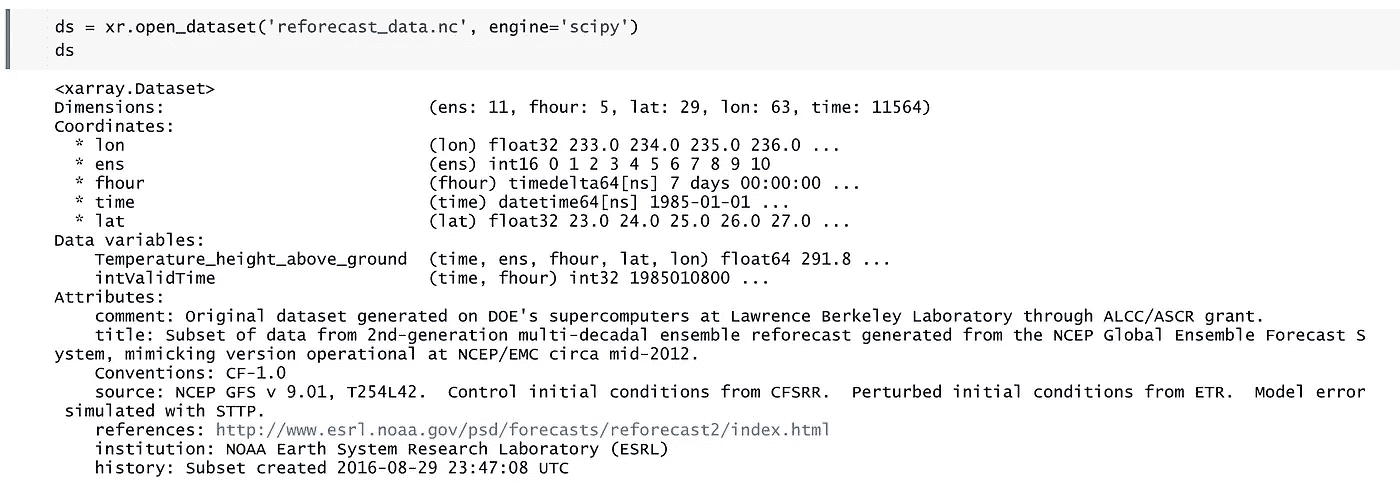 ds = xr.open_dataset('reforecast_data.nc', engine='scipy')
ds
<xarray.Dataset>
Dimensions:                          (ens: 11, fhour: 5, lat: 29, lon: 63, time: 11564)
Coordinates:
  * lon                              (lon) float32 233.0 234.0 235.0 236.0 ...
  * ens                              (ens) int16 0 1 2 3 4 5 6 7 8 9 10
  * fhour                            (fhour) timedelta64[ns] 7 days 00:00:00 ...
  * time                             (time) datetime64[ns] 1985-01-01 ...
  * lat                              (lat) float32 23.0 24.0 25.0 26.0 27.0 ...
Data variables:
    Temperature_height_above_ground  (time, ens, fhour, lat, lon) float64 291.8 ...
    intValidTime                     (time, fhour) int32 1985010800 ...
Attributes:
    comment: Original dataset generated on DOE's supercomputers at Lawrence Berkeley Laboratory through ALCC/ASCR grant.
    title: Subset of data from 2nd-generation multi-decadal ensemble reforecast generated from the NCEP Global Ensemble Forecast S
ystem, mimicking version operational at NCEP/EMC circa mid-2012.
    Conventions: CF-1.0
    source: NCEP GFS v 9.01, T254L42.  Control initial conditions from CFSRR.  Perturbed initial conditions from ETR.  Model error
 simulated with STTP.
    references: http://www.esrl.noaa.gov/psd/forecasts/reforecast2/index.html
    institution: NOAA Earth System Research Laboratory (ESRL)
    history: Subset created 2016-08-29 23:47:08 UTC